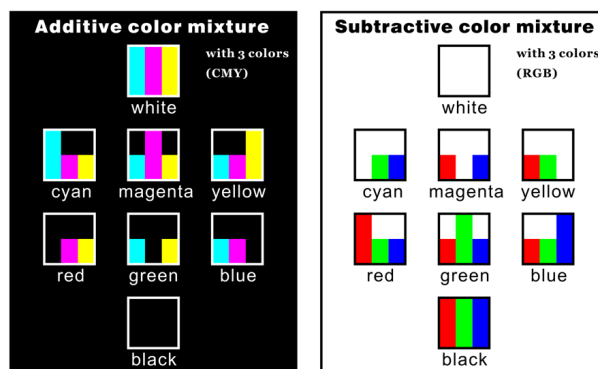 Additive color mixture
with 3 colors
(CMY)
white
cyan magenta yellow
red green blue
black
Subtractive color mixture
with 3 colors
(RGB)
white
cyan magenta yellow
red green blue
black